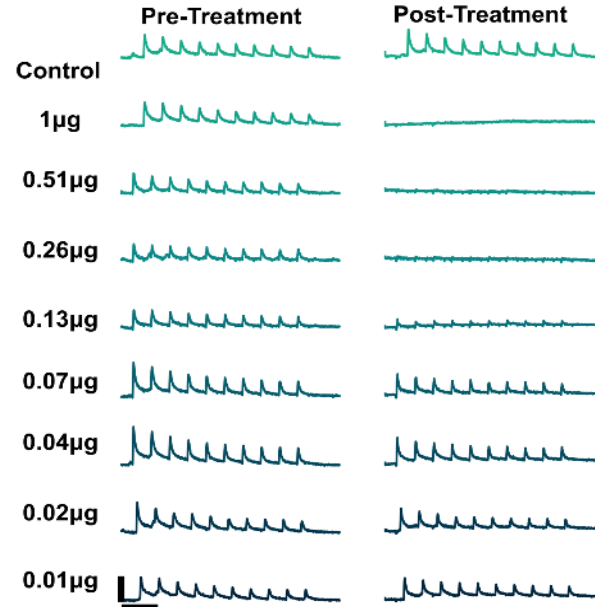 Pre-Treatment Post-Treatment
Control
1µg
0.51µg
0.26µg
0.13µg
0.07µg
0.04µg
0.02µg
0.01µg